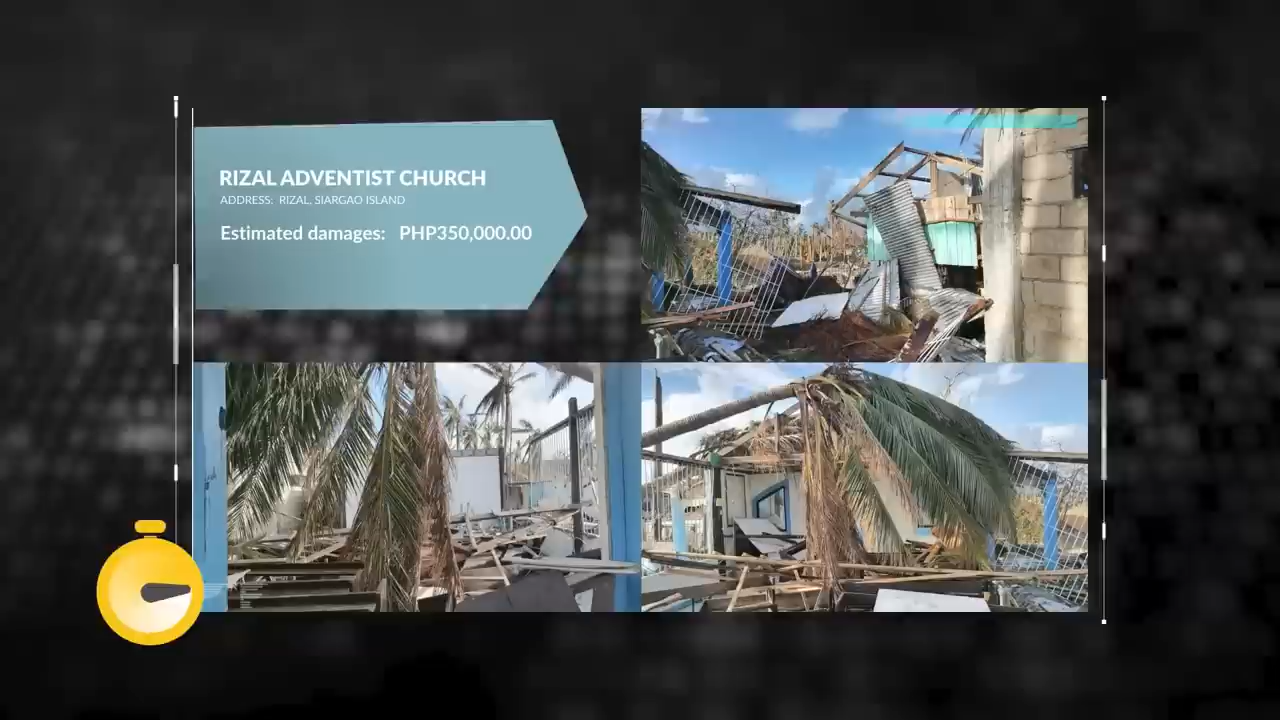 RIZAL ADVENTIST CHURCH
ADDRESS: RIZAL, SIARGAO ISLAND
Estimated damages: PHP350,000.00